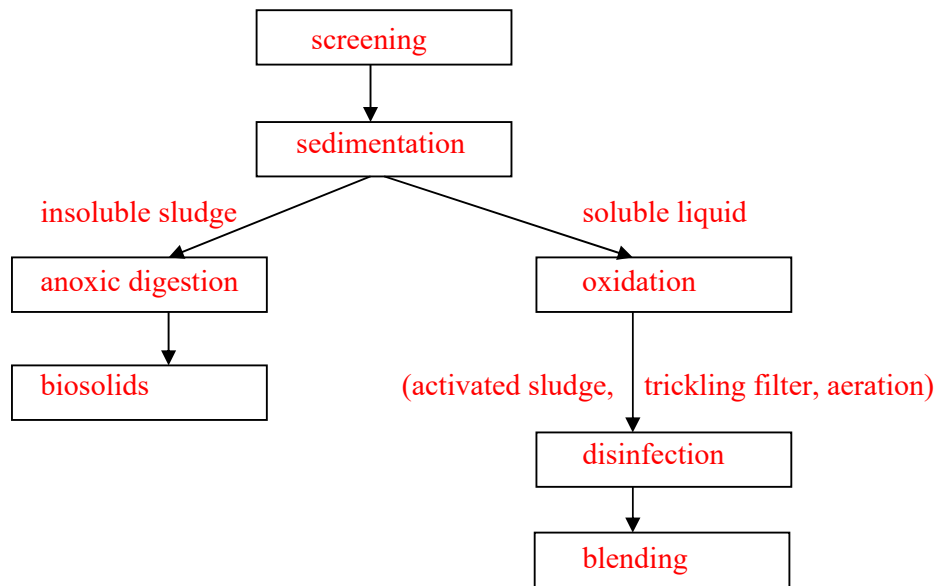 screening
sedimentation
insoluble sludge
soluble liquid
anoxic digestion
oxidation
biosolids
(activated sludge, trickling filter, aeration)
disinfection
blending